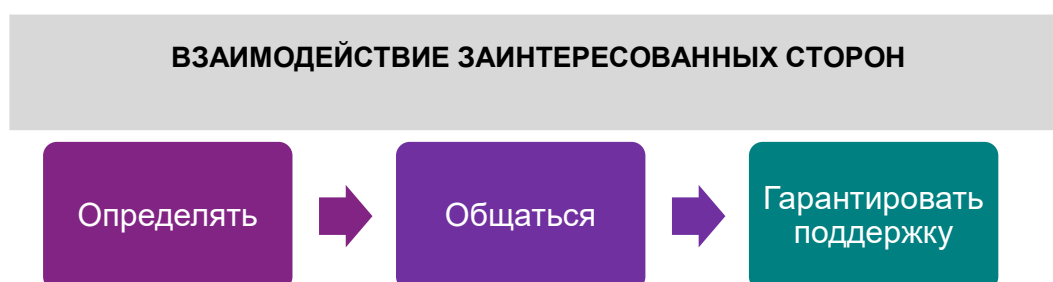 ВЗАИМОДЕЙСТВИЕ ЗАИНТЕРЕСОВАННЫХ СТОРОН
Определять
Общаться
Гарантировать
поддержку